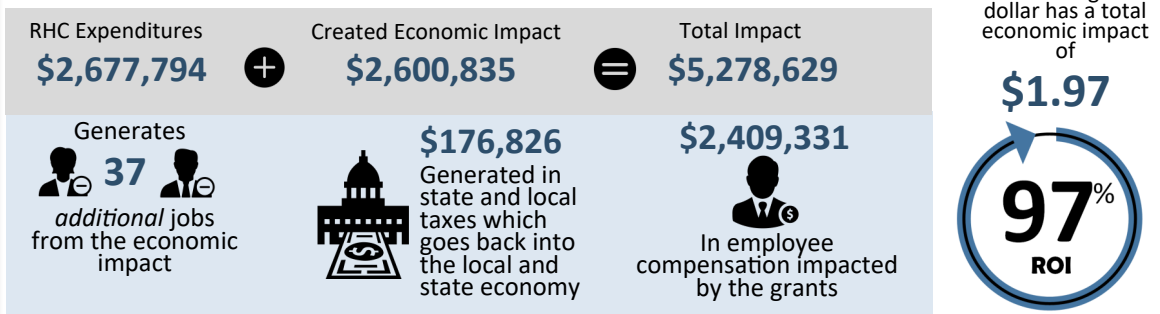 RHC Expenditures
$2,677,794
+
Created Economic Impact
$2,600,835
=
Total Impact
$5,278,629
Generates
37
additional jobs
from the economic
impact
$176,826
Generated in
state and local
taxes which
goes back into
the local and
state economy
$2,409,331
$
In employee
compensation impacted
by the grants
dollar has a total
economic impact
of
$1.97
97%
ROI